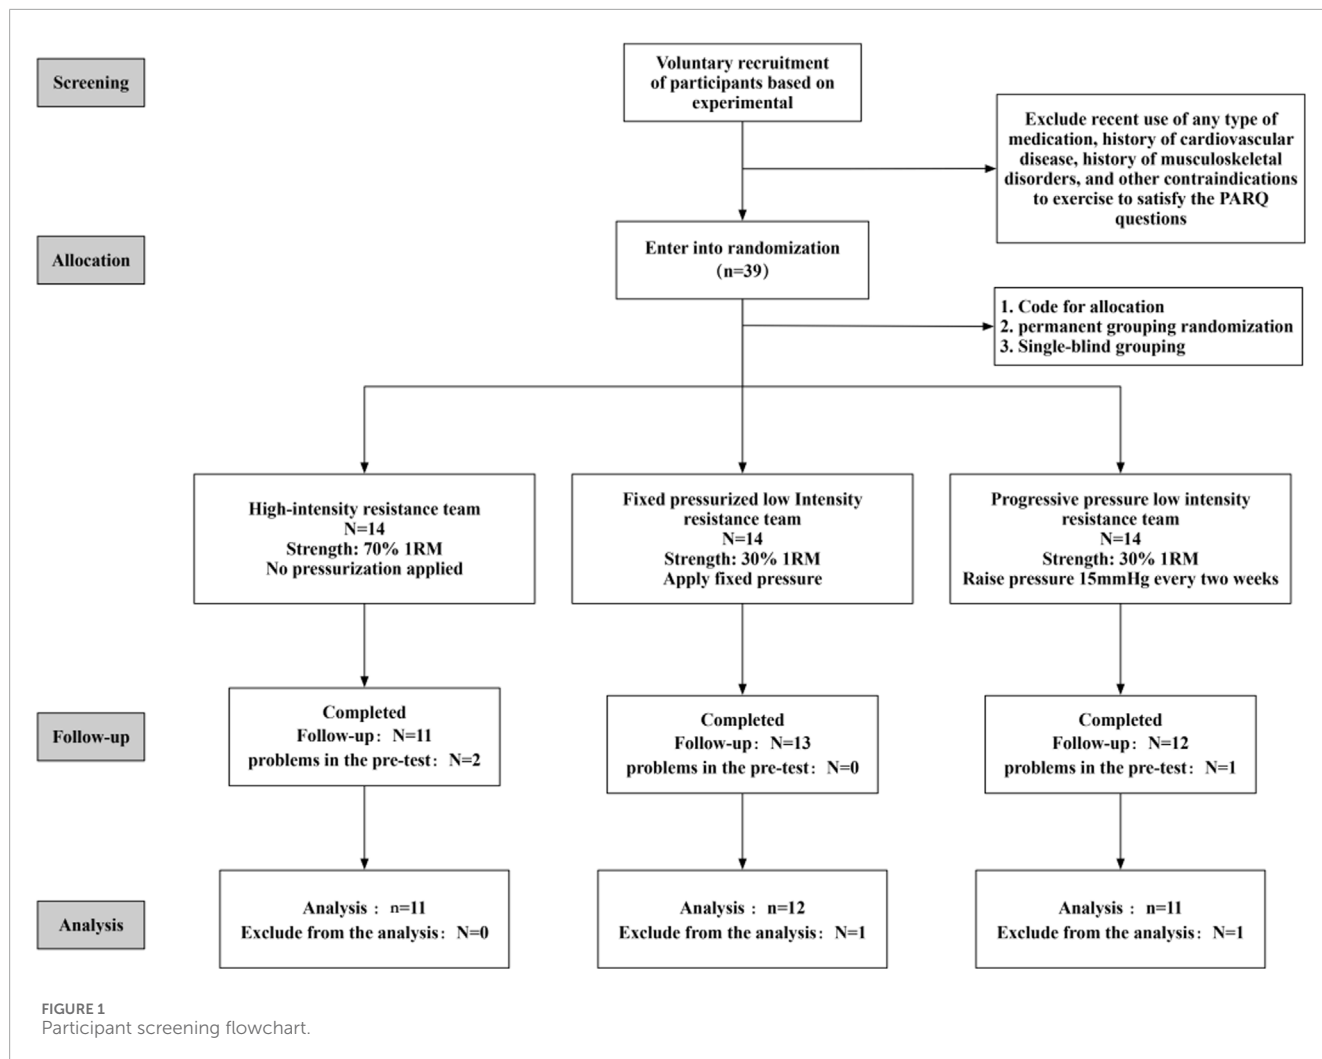 Screening
Voluntary recruitment
of participants based on
experimental
Exclude recent use of any type of
medication, history of cardiovascular
disease, history of musculoskeletal
disorders, and other contraindications
to exercise to satisfy the PARQ
questions
Allocation
Enter into randomization
(n=39)
1. Code for allocation
2. permanent grouping randomization
3. Single-blind grouping
High-intensity resistance team
N=14
Strength: 70% 1RM
No pressurization applied
Fixed pressurized low Intensity
resistance team
N=14
Strength: 30% 1RM
Apply fixed pressure
Progressive pressure low intensity
resistance team
N=14
Strength: 30% 1RM
Raise pressure 15mmHg every two weeks
Follow-up
Completed
Follow-up: N=11
problems in the pre-test: N=2
Completed
Follow-up: N=13
problems in the pre-test: N=0
Completed
Follow-up: N=12
problems in the pre-test: N=1
Analysis
Analysis : n=11
Exclude from the analysis: N=0
Analysis : n=12
Exclude from the analysis: N=1
Analysis : n=11
Exclude from the analysis: N=1
FIGURE 1
Participant screening flowchart.